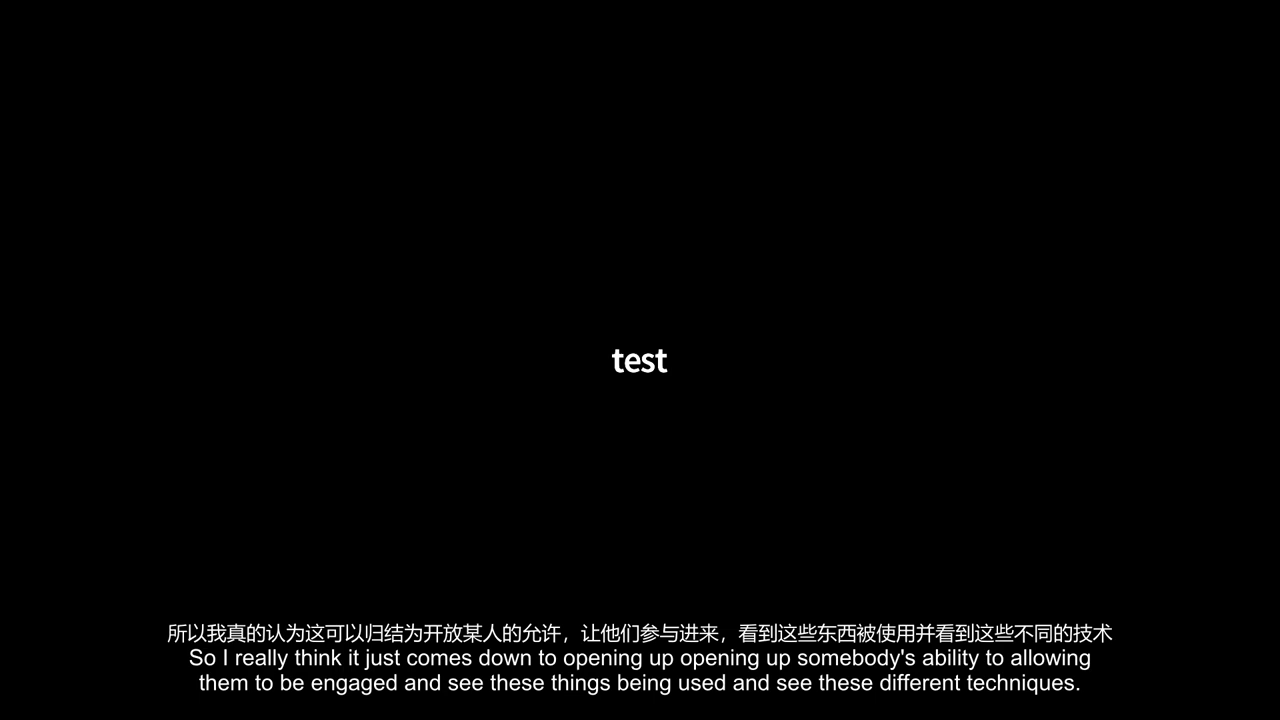 test
所以我真的认为这可以归结为开放某人的允许，让他们参与进来，看到这些东西被使用并看到这些不同的技术
So I really think it just comes down to opening up opening up somebody's ability to allowing
them to be engaged and see these things being used and see these different techniques.